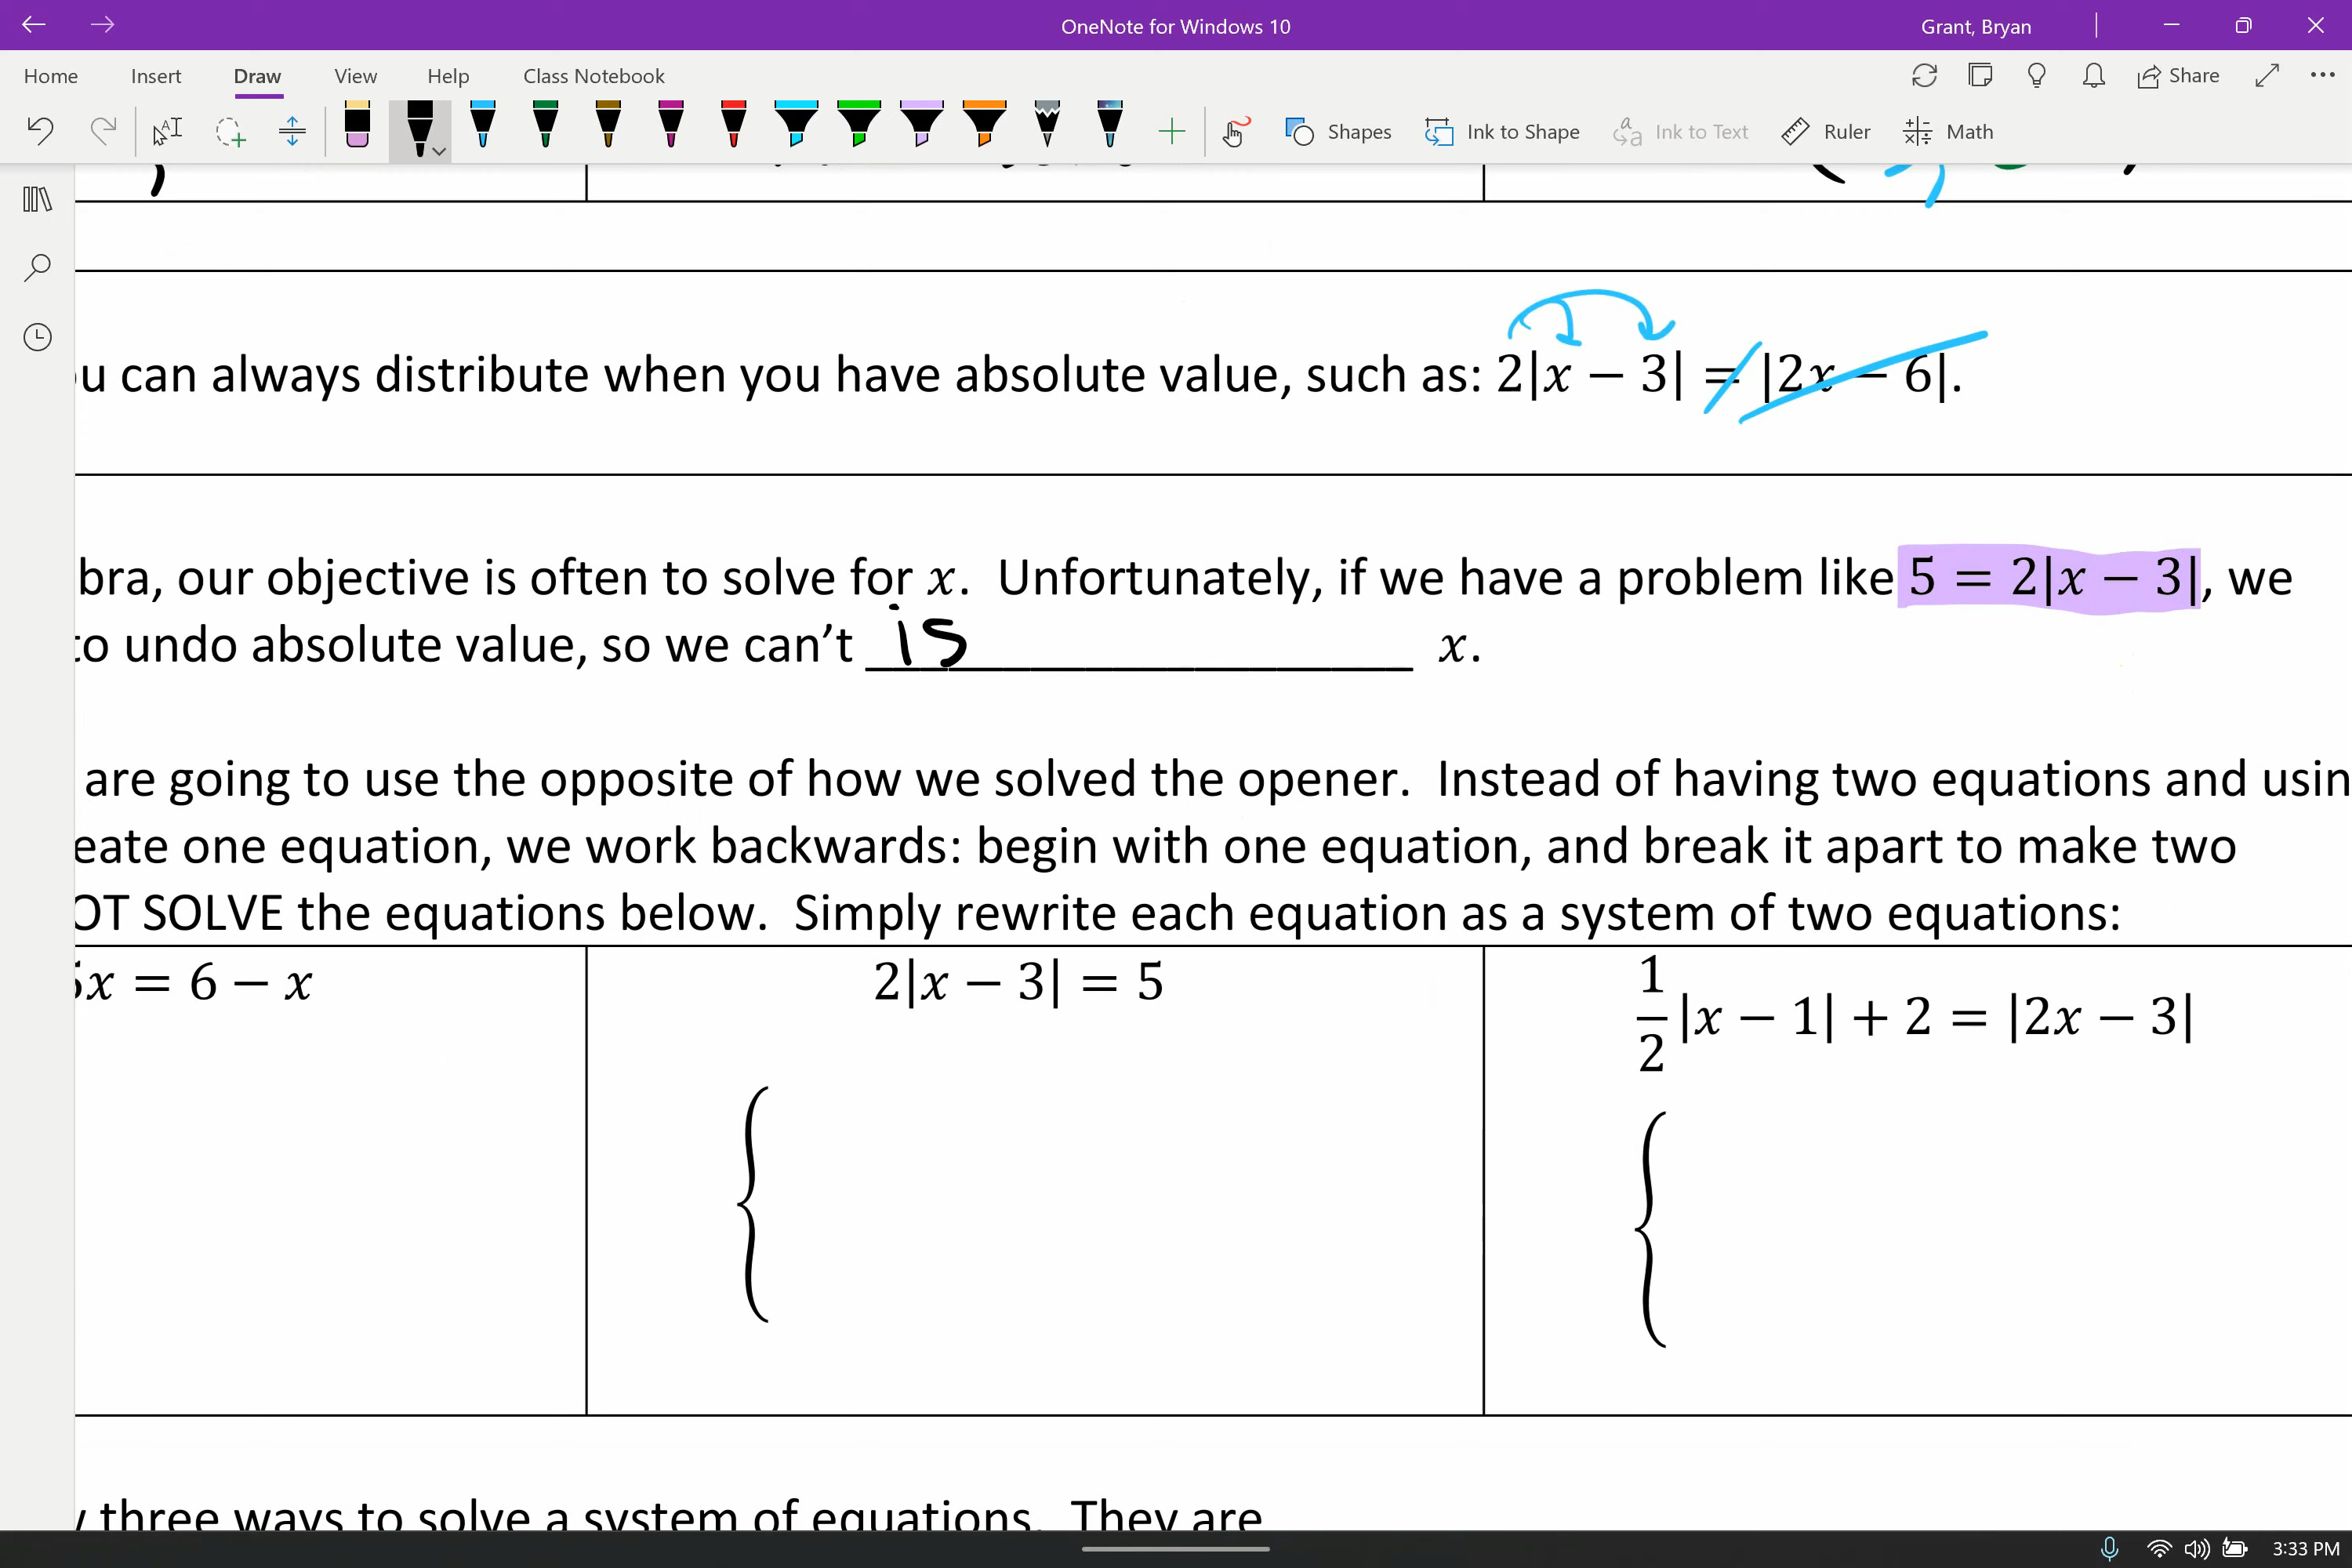 OneNote for Windows 10
Grant, Bryan
Home Insert Draw View Help Class Notebook Share
Shapes Ink to Shape Ink to Text Ruler Math
u can always distribute when you have absolute value, such as: 2|x − 3| = |2x − 6|.
bra, our objective is often to solve for x. Unfortunately, if we have a problem like 5 = 2|x − 3|, we
to undo absolute value, so we can't is x.
are going to use the opposite of how we solved the opener. Instead of having two equations and usin
eate one equation, we work backwards: begin with one equation, and break it apart to make two
OT SOLVE the equations below. Simply rewrite each equation as a system of two equations:
5x = 6 − x
2|x − 3| = 5
1/2|x − 1| + 2 = |2x − 3|
three ways to solve a system of equations. They are
3:33 PM